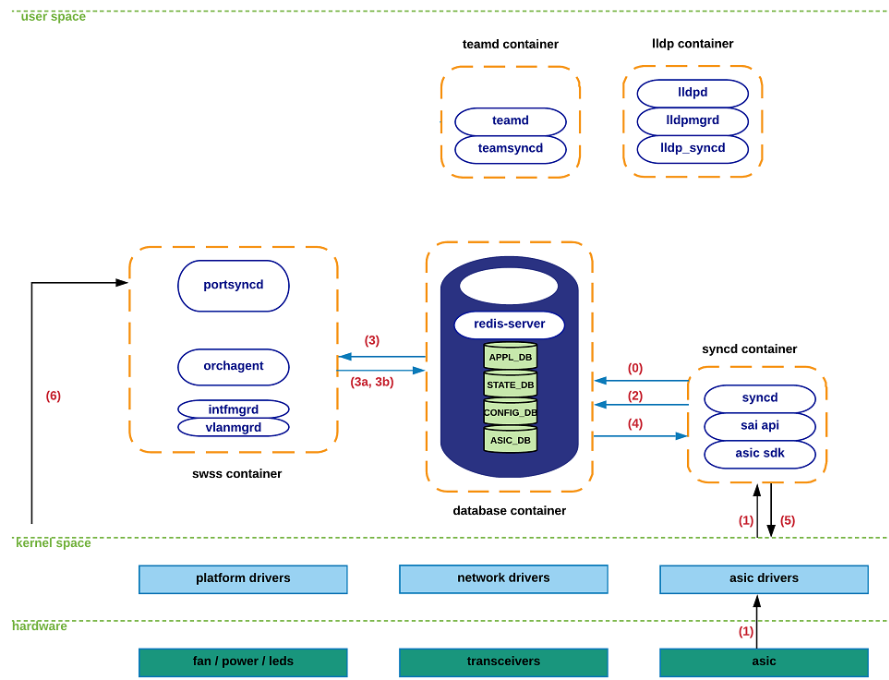 user space
teamd container
lldp container
lldpd
teamd
lldpmgrd
teamsyncd
lldp_syncd
portsyncd
redis-server
(3)
syncd container
APPL_DB
orchagent
(0)
(3a, 3b)
STATE_DB
(6)
syncd
(2)
intfmgrd
CONFIG_DB
vlanmgrd
(4)
sai api
ASIC_DB
asic sdk
swss container
database container
(1)
(5)
kernel space
platform drivers
network drivers
asic drivers
hardware
(1)
fan / power / leds
transceivers
asic